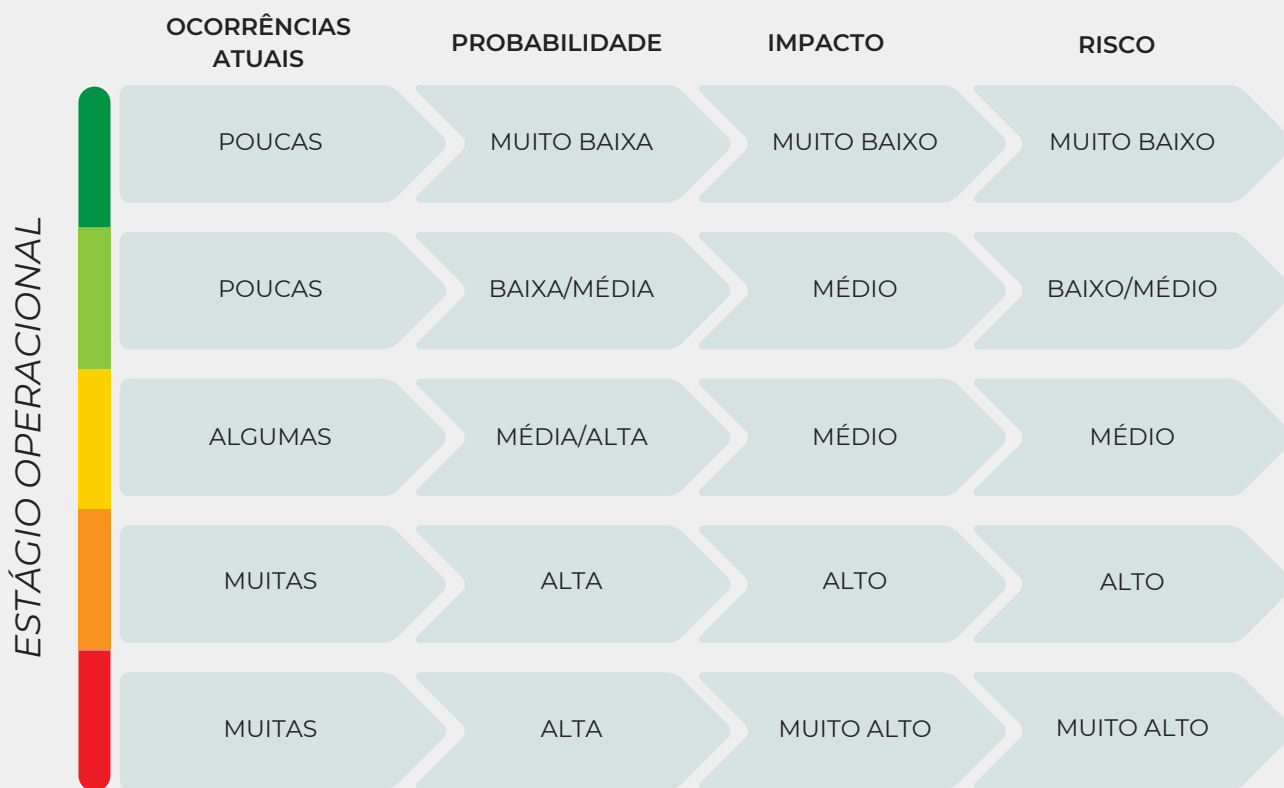 OCORRÊNCIAS
ATUAIS
PROBABILIDADE
IMPACTO
RISCO
ESTÁGIO OPERACIONAL
POUCAS
MUITO BAIXA
MUITO BAIXO
MUITO BAIXO
POUCAS
BAIXA/MÉDIA
MÉDIO
BAIXO/MÉDIO
ALGUMAS
MÉDIA/ALTA
MÉDIO
MÉDIO
MUITAS
ALTA
ALTO
ALTO
MUITAS
ALTA
MUITO ALTO
MUITO ALTO